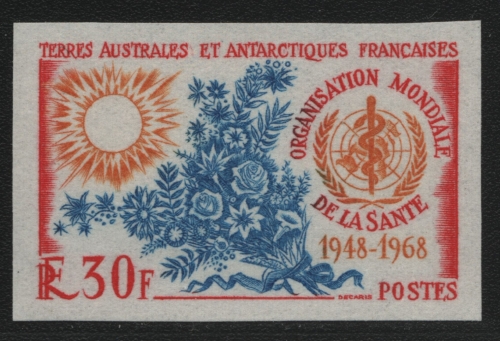 TERRES AUSTRALES ET ANTARCTIQUES FRANÇAISES
ORGANISATION MONDIALE
DE LA SANTÉ
1948-1968
RF 30F
DECARIS
POSTES